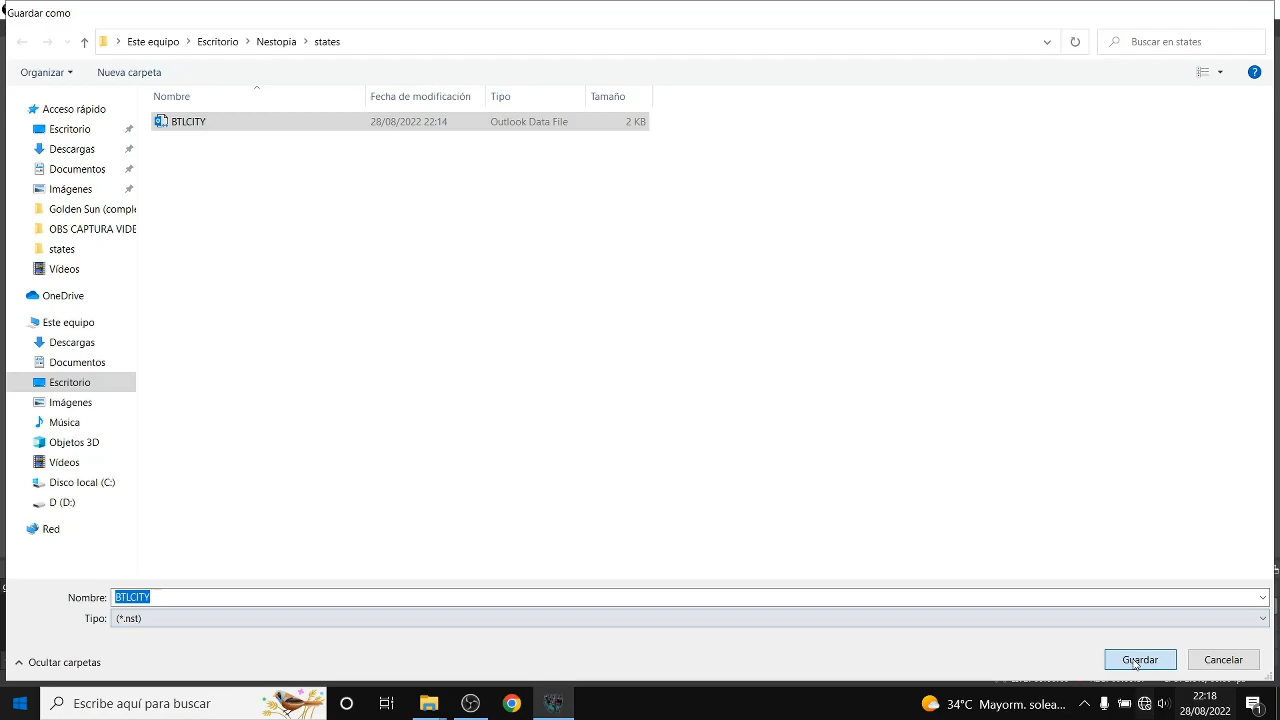 Guardar como
Este equipo > Escritorio > Nestopia > states
Buscar en states
Organizar
Nueva carpeta
Nombre
Fecha de modificación
Tipo
Tamaño
BTLCITY
28/08/2022 22:14
Outlook Data File
2 KB
Acceso rápido
Escritorio
Descargas
Documentos
Imágenes
Golden Sun (comple
OBS CAPTURA VIDE
states
Vídeos
OneDrive
Este equipo
Descargas
Documentos
Escritorio
Imágenes
Música
Objetos 3D
Vídeos
Disco local (C:)
D (D:)
Red
Nombre: BTLCITY
Tipo: (*.nst)
Ocultar carpetas
Guardar
Cancelar
Escribe aquí para buscar
34°C Mayorm. solea...
22:18
28/08/2022
1